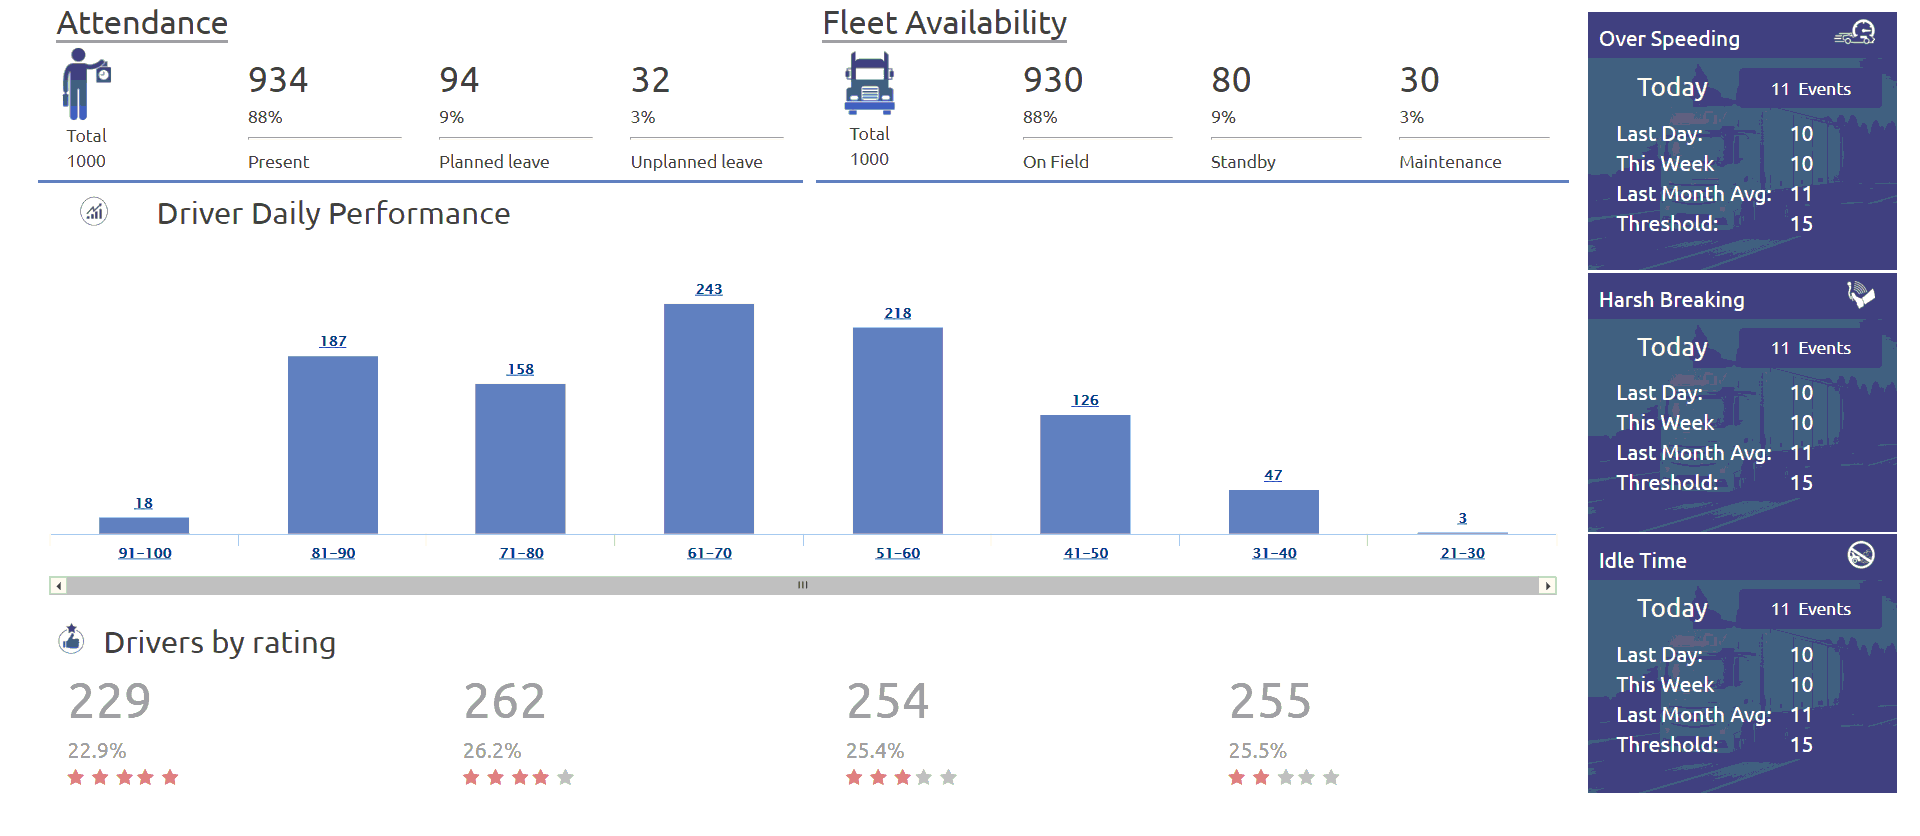 Attendance
Total
1000
934
88%
Present
94
9%
Planned leave
32
3%
Unplanned leave
Fleet Availability
Total
1000
930
88%
On Field
80
9%
Standby
30
3%
Maintenance
Driver Daily Performance
18
187
158
243
218
126
47
3
91-100
81-90
71-80
61-70
51-60
41-50
31-40
21-30
Drivers by rating
229
22.9%
262
26.2%
254
25.4%
255
25.5%
Over Speeding
Today 11 Events
Last Day: 10
This Week 10
Last Month Avg: 11
Threshold: 15
Harsh Breaking
Today 11 Events
Last Day: 10
This Week 10
Last Month Avg: 11
Threshold: 15
Idle Time
Today 11 Events
Last Day: 10
This Week 10
Last Month Avg: 11
Threshold: 15